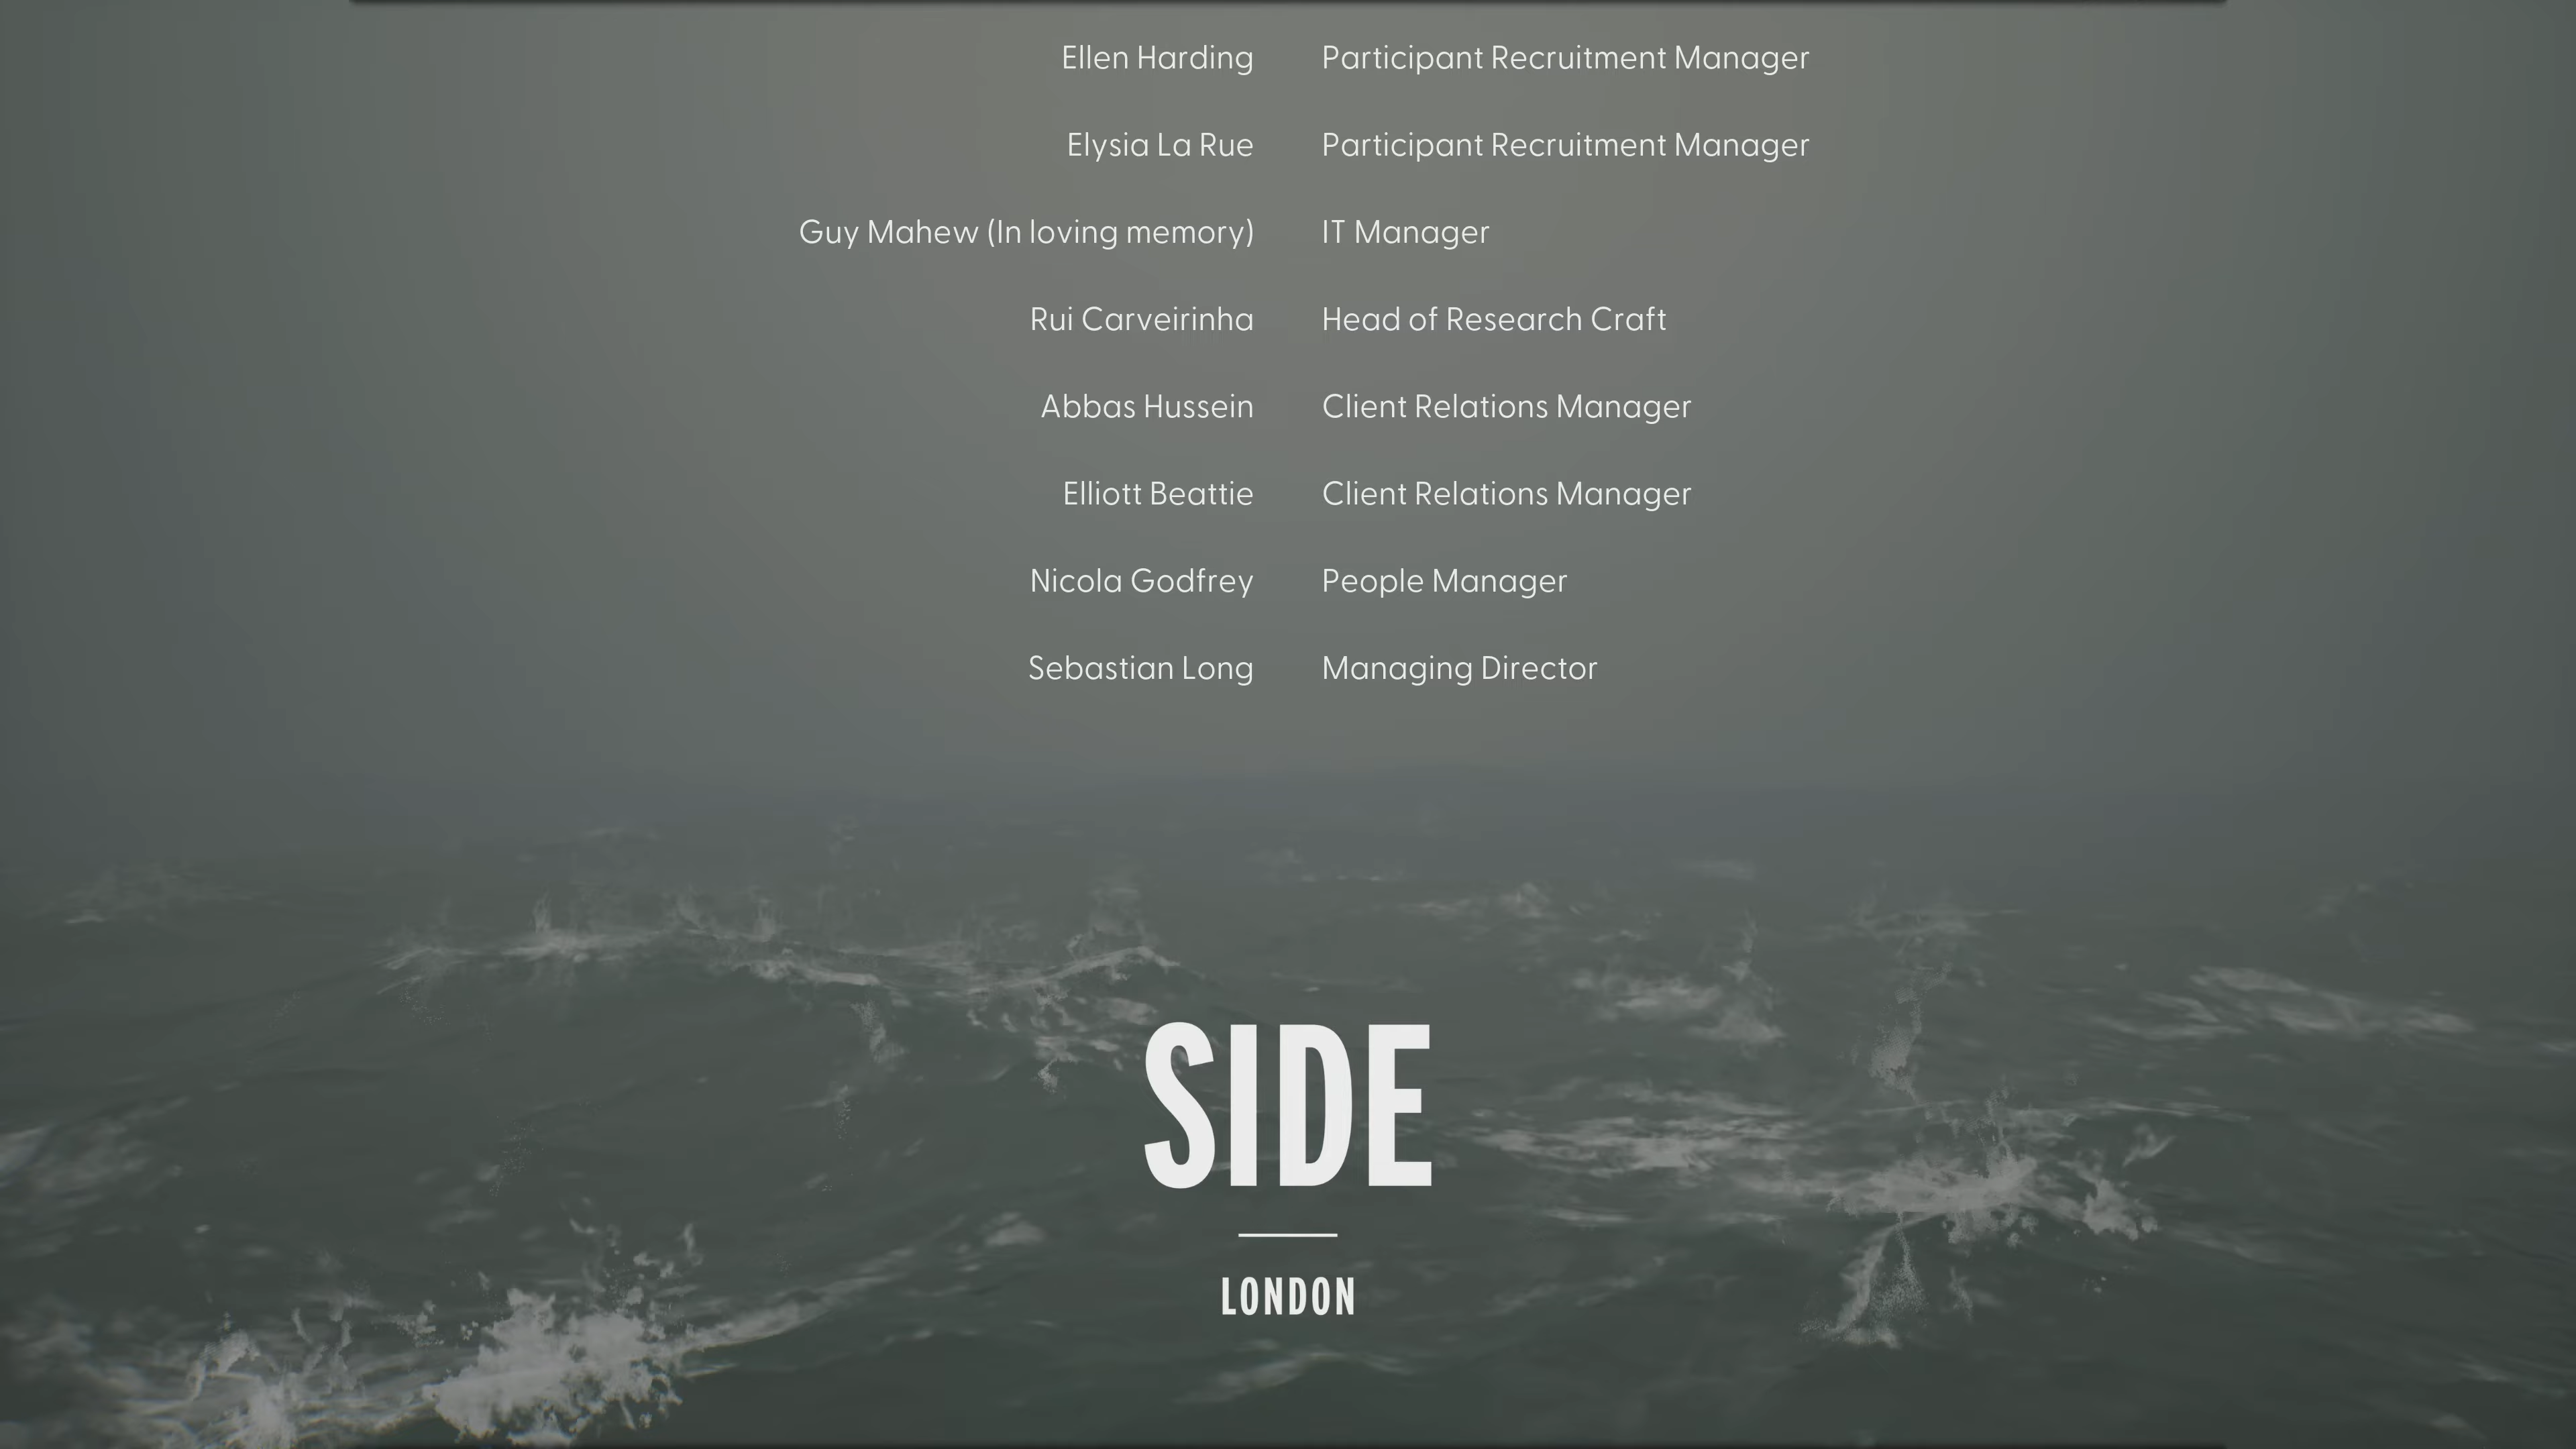 Ellen Harding Participant Recruitment Manager
Elysia La Rue Participant Recruitment Manager
Guy Mahew (In loving memory) IT Manager
Rui Carveirinha Head of Research Craft
Abbas Hussein Client Relations Manager
Elliott Beattie Client Relations Manager
Nicola Godfrey People Manager
Sebastian Long Managing Director
SIDE
LONDON